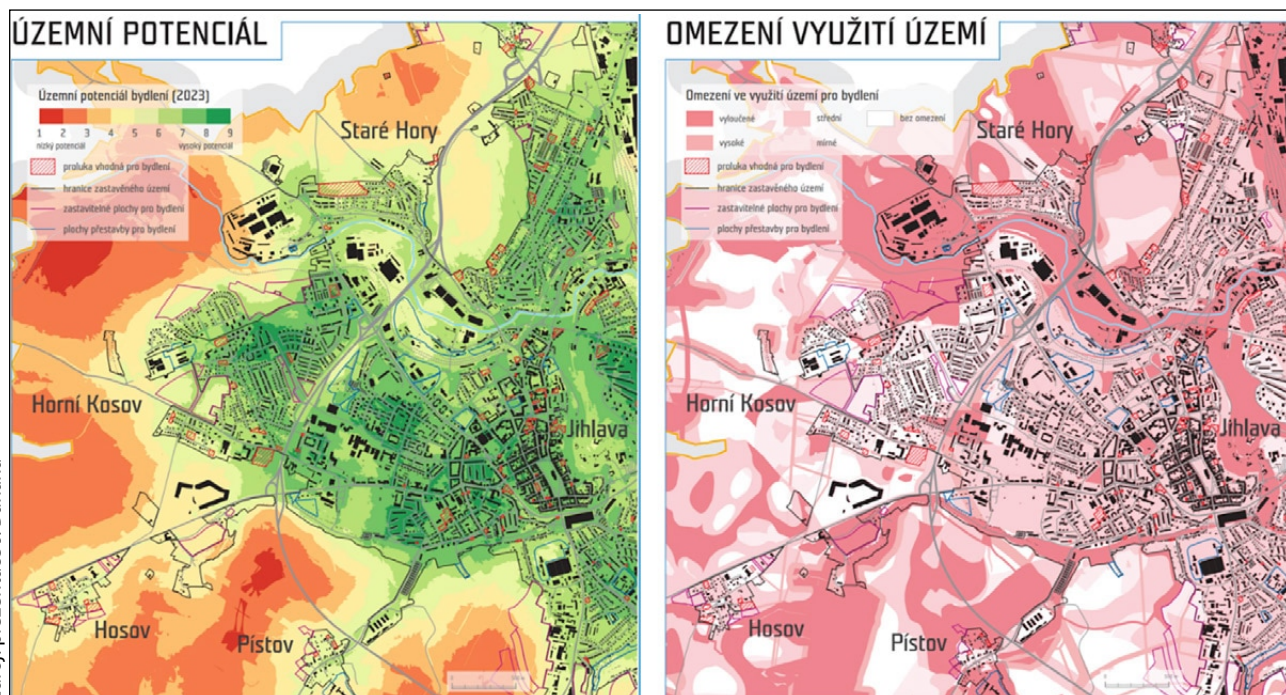 ÚZEMNÍ POTENCIÁL
Územní potenciál bydlení (2023)
1 2 3 4 5 6 7 8 9
nízký potenciál vysoký potenciál
proluka vhodná pro bydlení
hranice zastavěného území
zastavitelné plochy pro bydlení
plochy přestavby pro bydlení
Staré Hory
Horní Kosov
Jihlava
Hosov
Pístov
OMEZENÍ VYUŽITÍ ÚZEMÍ
Omezení ve využití území pro bydlení
vyloučené střední bez omezení
vysoké mírné
proluka vhodná pro bydlení
hranice zastavěného území
zastavitelné plochy pro bydlení
plochy přestavby pro bydlení
Staré Hory
Horní Kosov
Jihlava
Hosov
Pístov